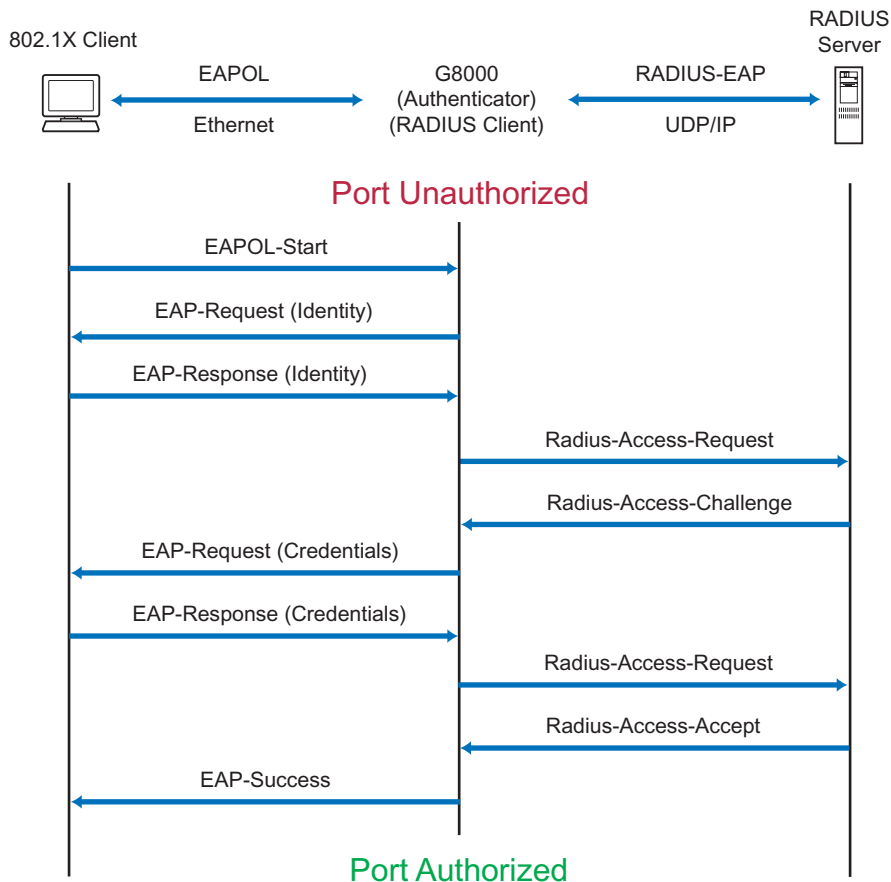 RADIUS
Server
802.1X Client
EAPOL
Ethernet
G8000
(Authenticator)
(RADIUS Client)
RADIUS-EAP
UDP/IP
Port Unauthorized
EAPOL-Start
EAP-Request (Identity)
EAP-Response (Identity)
Radius-Access-Request
Radius-Access-Challenge
EAP-Request (Credentials)
EAP-Response (Credentials)
Radius-Access-Request
Radius-Access-Accept
EAP-Success
Port Authorized